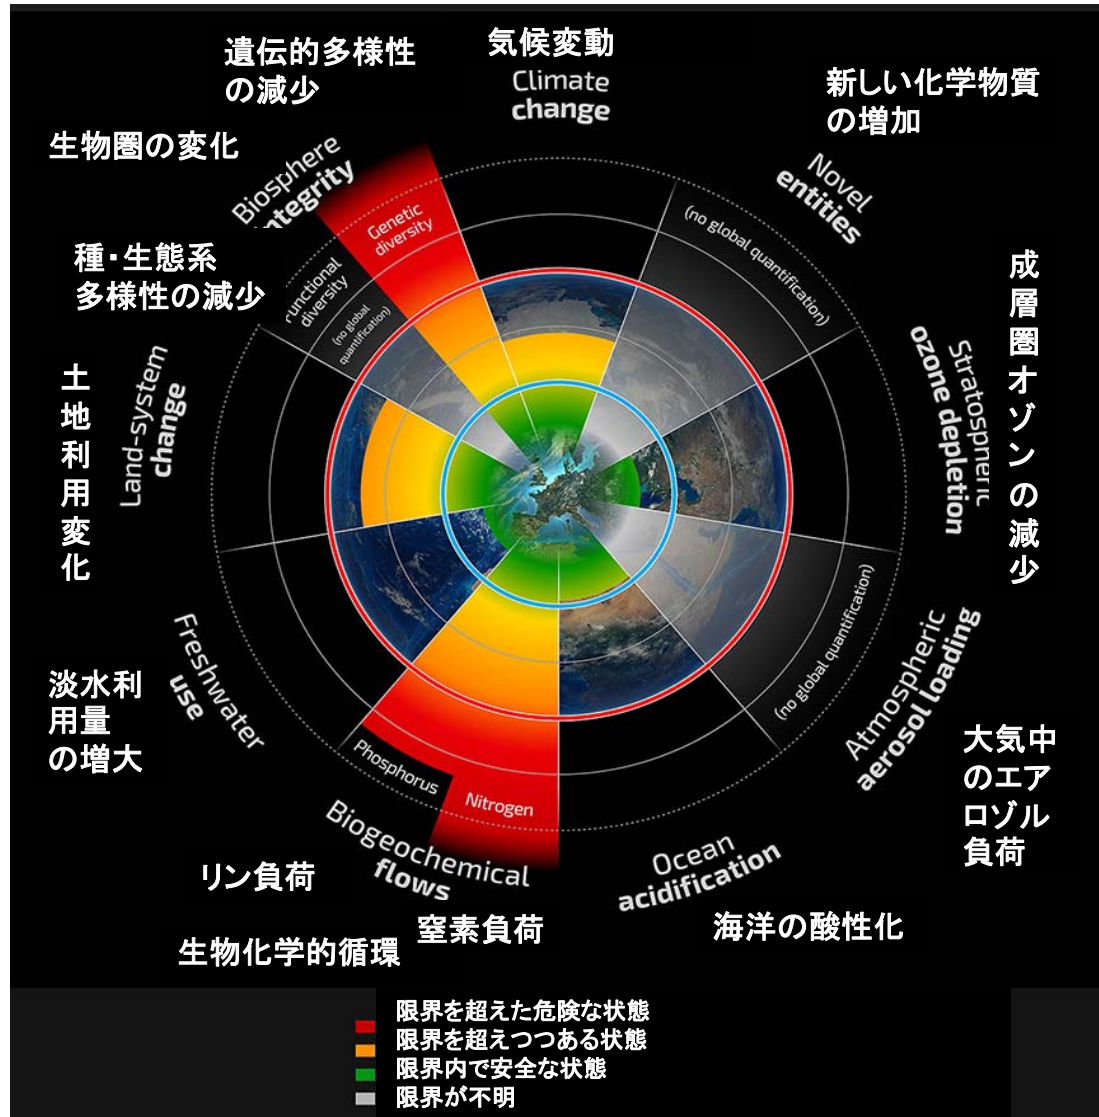 遺伝的多様性
の減少
気候変動
Climate
change
新しい化学物質
の増加
生物圏の変化
Biosphere
ntegrity
Novel
entities
Genetic
diversity
(no global quantification)
種・生態系
多様性の減少
unctional
diversity
(no global
quantification)
成層圏オゾンの減少
Stratospheric
ozone depletion
土地利用変化
Land-system
change
淡水利
用量
の増大
Freshwater
use
(no global quantification)
Atmospheric
aerosol loading
大気中
のエア
ロゾル
負荷
Phosphorus
Nitrogen
Biogeochemical
flows
Ocean
acidification
リン負荷
窒素負荷
海洋の酸性化
生物化学的循環
限界を超えた危険な状態
限界を超えつつある状態
限界内で安全な状態
限界が不明